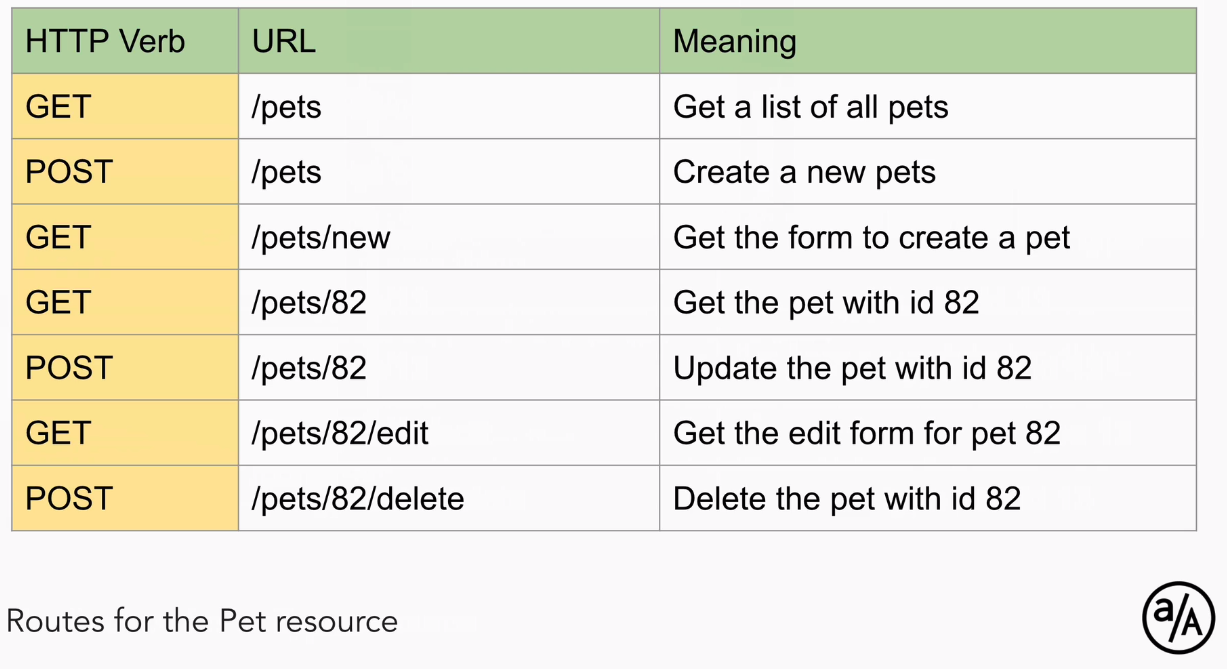 HTTP Verb URL Meaning
GET /pets Get a list of all pets
POST /pets Create a new pets
GET /pets/new Get the form to create a pet
GET /pets/82 Get the pet with id 82
POST /pets/82 Update the pet with id 82
GET /pets/82/edit Get the edit form for pet 82
POST /pets/82/delete Delete the pet with id 82
Routes for the Pet resource
a/A